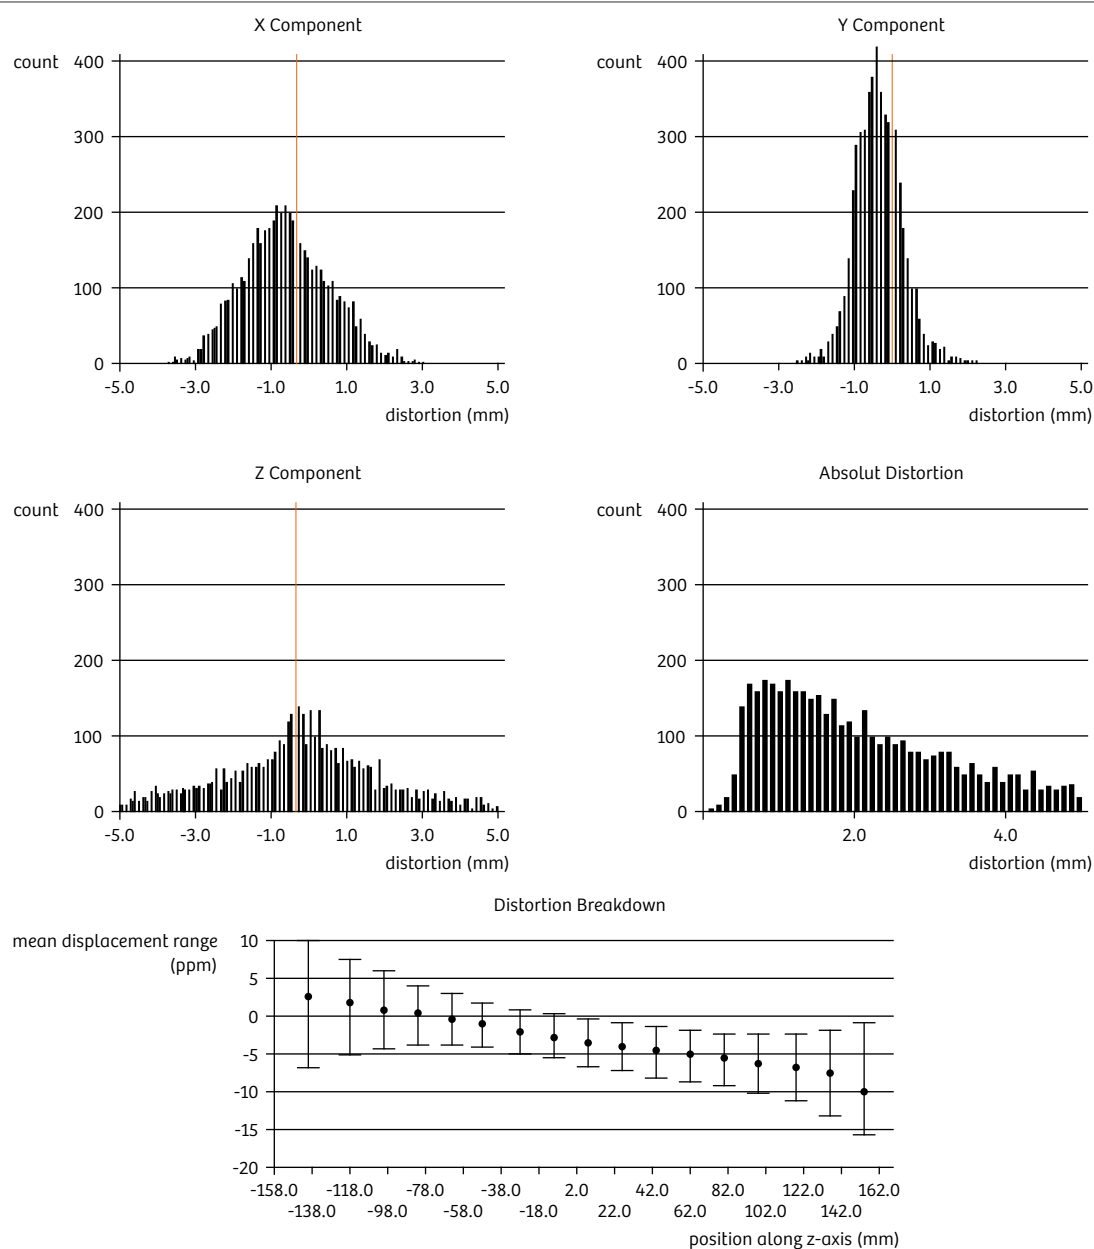 X Component
Y Component
count 400
300
200
100
0
-5.0 -3.0 -1.0 1.0 3.0 5.0
distortion (mm)
count 400
300
200
100
0
-5.0 -3.0 -1.0 1.0 3.0 5.0
distortion (mm)
Z Component
Absolut Distortion
count 400
300
200
100
0
-5.0 -3.0 -1.0 1.0 3.0 5.0
distortion (mm)
count 400
300
200
100
0
2.0 4.0
distortion (mm)
Distortion Breakdown
mean displacement range
(ppm)
10
5
0
-5
-10
-15
-20
-158.0 -118.0 -78.0 -38.0 2.0 42.0 82.0 122.0 162.0
-138.0 -98.0 -58.0 -18.0 22.0 62.0 102.0 142.0
position along z-axis (mm)